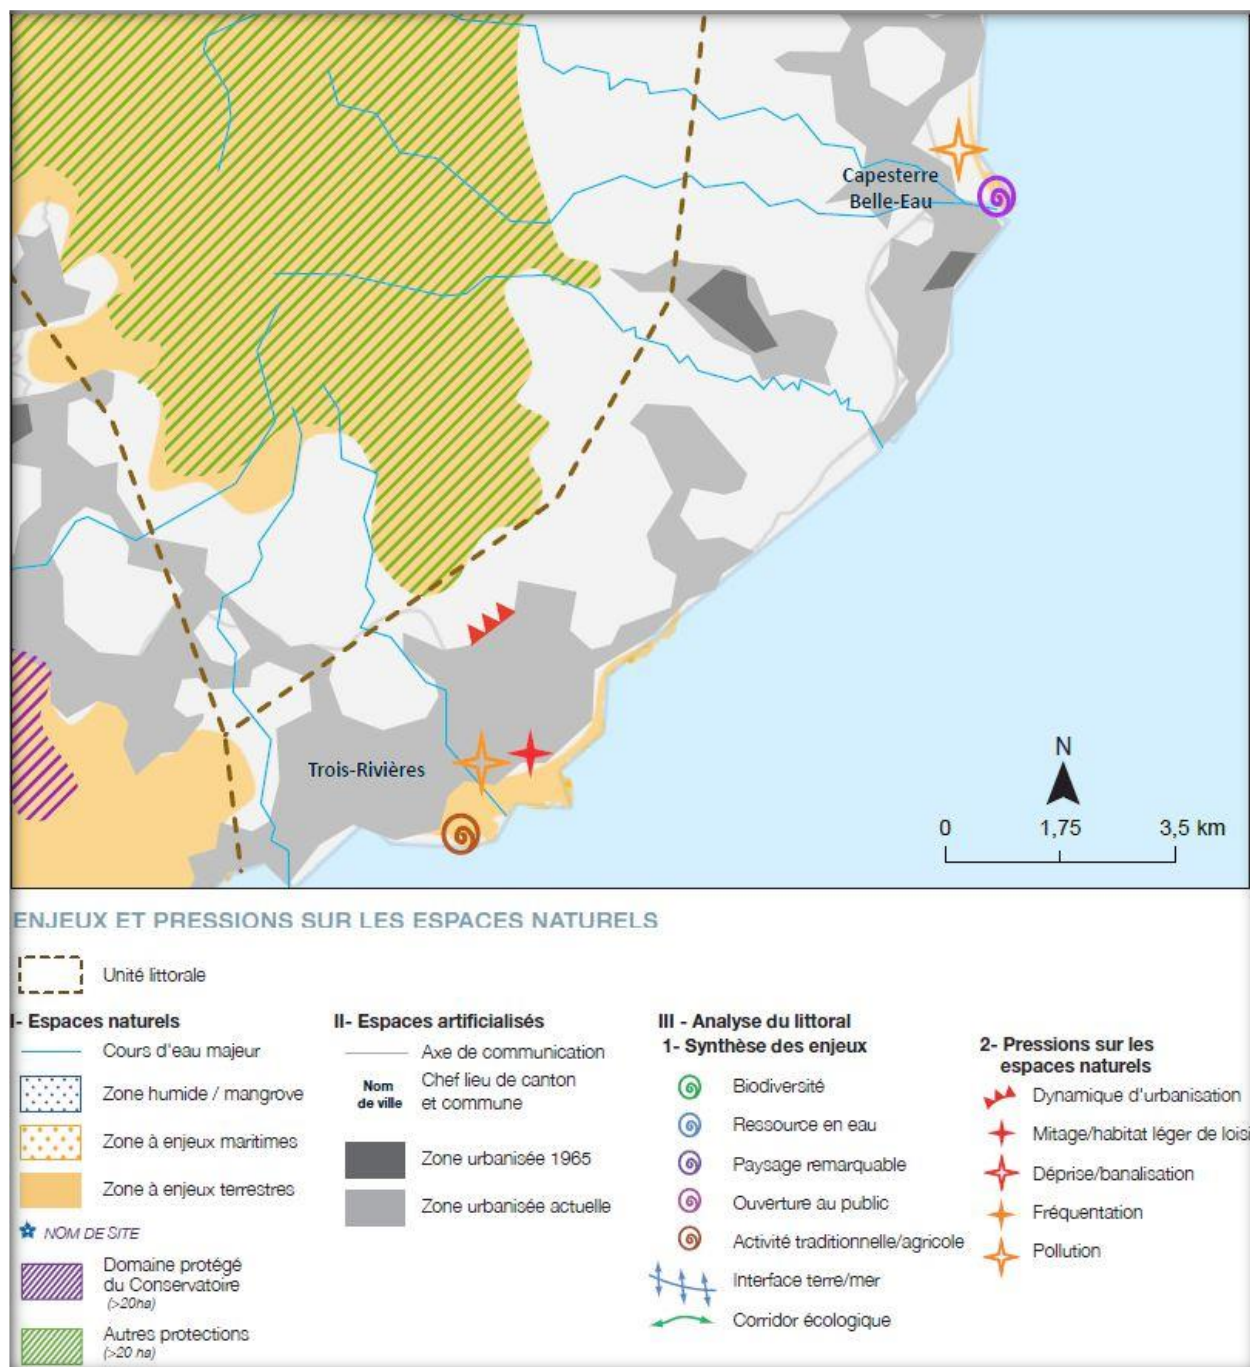 Capesterre
Belle-Eau
Trois-Rivières
N
0 1,75 3,5 km
ENJEUX ET PRESSIONS SUR LES ESPACES NATURELS
Unité littorale
I- Espaces naturels
Cours d'eau majeur
Zone humide / mangrove
Zone à enjeux maritimes
Zone à enjeux terrestres
NOM DE SITE
Domaine protégé
du Conservatoire
(>20ha)
Autres protections
(>20 ha)
II- Espaces artificialisés
Axe de communication
Nom
de ville
Chef lieu de canton
et commune
Zone urbanisée 1965
Zone urbanisée actuelle
III - Analyse du littoral
1- Synthèse des enjeux
Biodiversité
Ressource en eau
Paysage remarquable
Ouverture au public
Activité traditionnelle/agricole
Interface terre/mer
Corridor écologique
2- Pressions sur les
espaces naturels
Dynamique d'urbanisation
Mitage/habitat léger de loisi
Déprise/banalisation
Fréquentation
Pollution